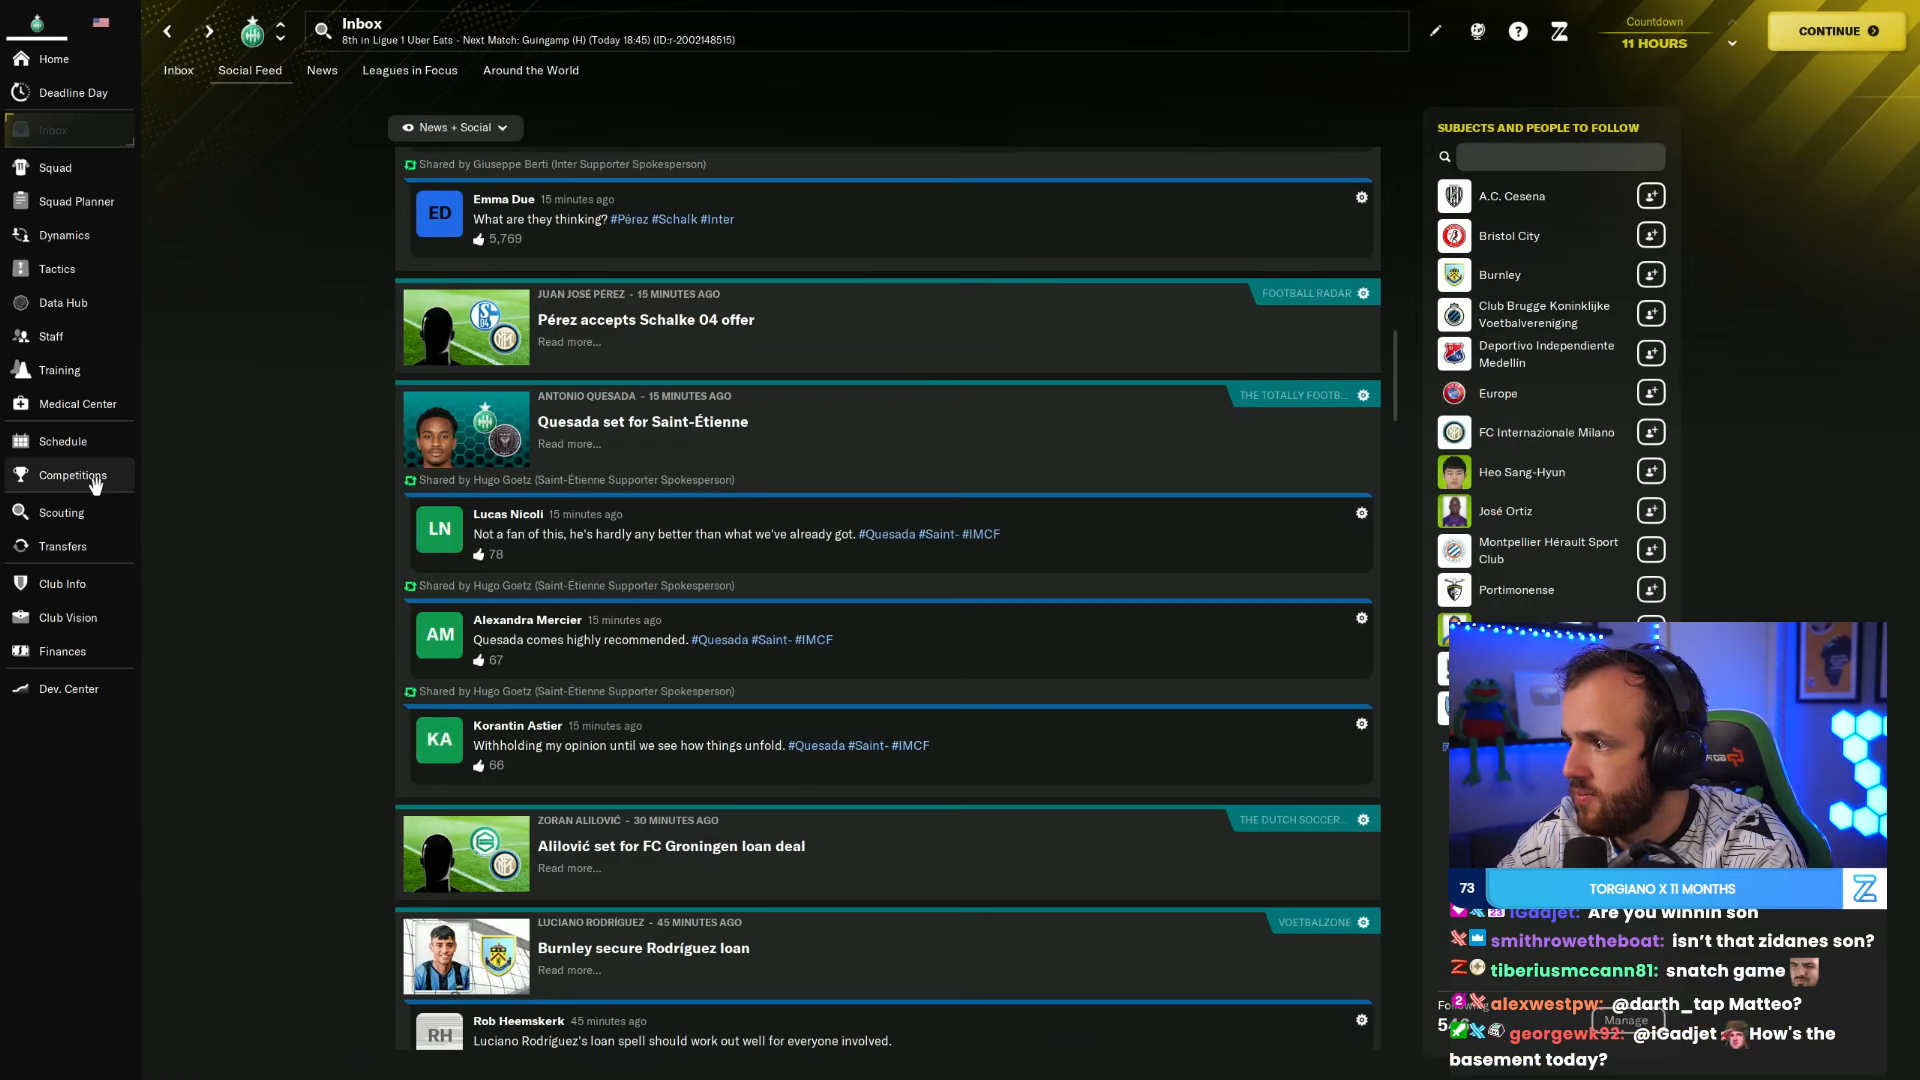 Inbox
8th in Ligue 1 Uber Eats - Next Match: Guingamp (H) (Today 18:45) (ID:r-2002148515)
Countdown
11 HOURS
CONTINUE
Home
Deadline Day
Inbox
Squad
Squad Planner
Dynamics
Tactics
Data Hub
Staff
Training
Medical Center
Schedule
Competitions
Scouting
Transfers
Club Info
Club Vision
Finances
Dev. Center
Inbox
Social Feed
News
Leagues in Focus
Around the World
News + Social
Shared by Giuseppe Berti (Inter Supporter Spokesperson)
ED
Emma Due 15 minutes ago
What are they thinking? #Pérez #Schalk #Inter
5,769
JUAN JOSÉ PÉREZ - 15 MINUTES AGO
FOOTBALL RADAR
Pérez accepts Schalke 04 offer
Read more...
ANTONIO QUESADA - 15 MINUTES AGO
THE TOTALLY FOOTB...
Quesada set for Saint-Étienne
Read more...
Shared by Hugo Goetz (Saint-Étienne Supporter Spokesperson)
LN
Lucas Nicoli 15 minutes ago
Not a fan of this, he's hardly any better than what we've already got. #Quesada #Saint- #IMCF
78
Shared by Hugo Goetz (Saint-Étienne Supporter Spokesperson)
AM
Alexandra Mercier 15 minutes ago
Quesada comes highly recommended. #Quesada #Saint- #IMCF
67
Shared by Hugo Goetz (Saint-Étienne Supporter Spokesperson)
KA
Korantin Astier 15 minutes ago
Withholding my opinion until we see how things unfold. #Quesada #Saint- #IMCF
66
ZORAN ALILOVIĆ - 30 MINUTES AGO
THE DUTCH SOCCER...
Alilović set for FC Groningen loan deal
Read more...
LUCIANO RODRÍGUEZ - 45 MINUTES AGO
VOETBALZONE
Burnley secure Rodríguez loan
Read more...
RH
Rob Heemskerk 45 minutes ago
Luciano Rodríguez's loan spell should work out well for everyone involved.
SUBJECTS AND PEOPLE TO FOLLOW
A.C. Cesena
Bristol City
Burnley
Club Brugge Koninklijke
Voetbalvereniging
Deportivo Independiente
Medellín
Europe
FC Internazionale Milano
Heo Sang-Hyun
José Ortiz
Montpellier Hérault Sport
Club
Portimonense
73
TORGIANO X 11 MONTHS
Z
iGadjet: Are you winnin son
smithrowetheboat: isn't that zidanes son?
tiberiusmccann81: snatch game
alexwestpw: @darth_tap Matteo?
Manage
georgewk92: @iGadjet How's the
basement today?